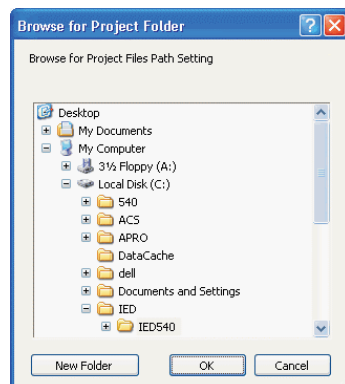 Browse for Project Folder
Browse for Project Files Path Setting
Desktop
My Documents
My Computer
3½ Floppy (A:)
Local Disk (C:)
540
ACS
APRO
DataCache
dell
Documents and Settings
IED
IED540
New Folder OK Cancel